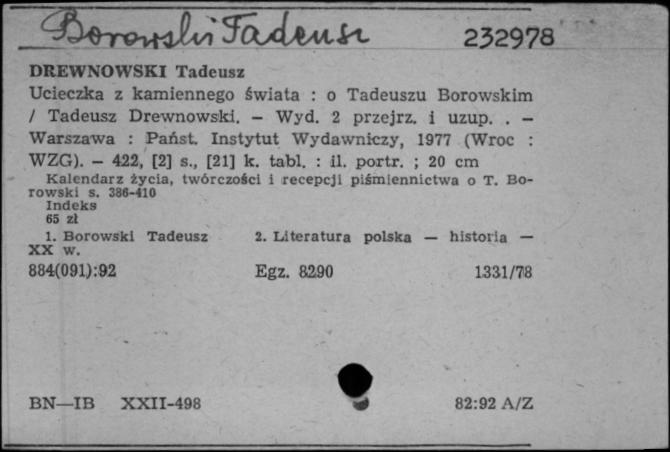 Borowski Tadeusz 232978
DREWNOWSKI Tadeusz
Ucieczka z kamiennego świata : o Tadeuszu Borowskim
/ Tadeusz Drewnowski. — Wyd. 2 przejrz. i uzup. . —
Warszawa : Państ. Instytut Wydawniczy, 1977 (Wroc :
WZG). — 422, [2] s., [21] k. tabl. : il. portr. ; 20 cm
Kalendarz życia, twórczości i recepcji piśmiennictwa o T. Bo-
rowski s. 386-410
Indeks
65 zł
1. Borowski Tadeusz 2. Literatura polska — historia —
XX w.
884(091):92 Egz. 8290 1331/78
BN—IB XXII-498 82:92 A/Z